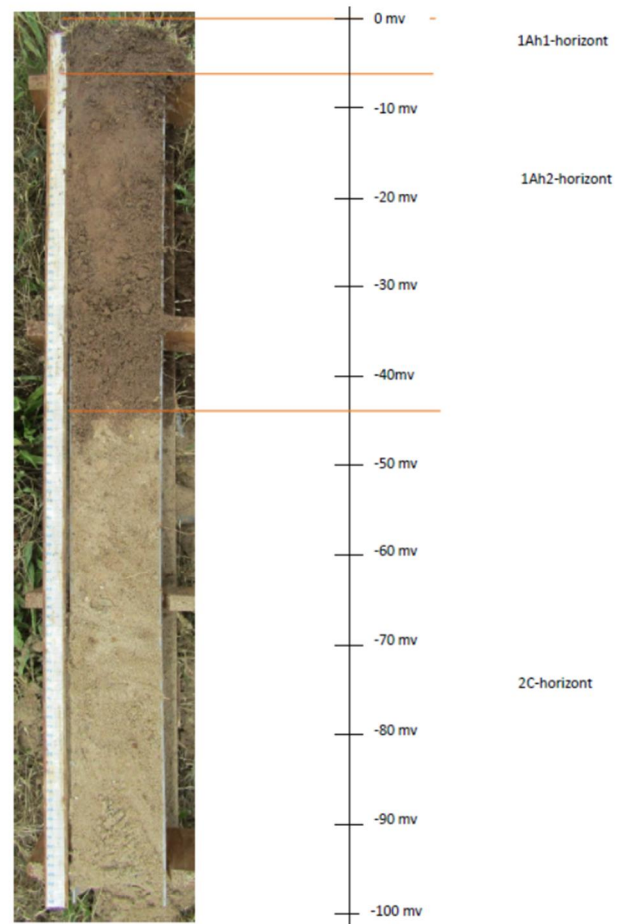 0 mv
1Ah1-horizont
-10 mv
1Ah2-horizont
-20 mv
-30 mv
-40mv
-50 mv
-60 mv
-70 mv
2C-horizont
-80 mv
-90 mv
-100 mv